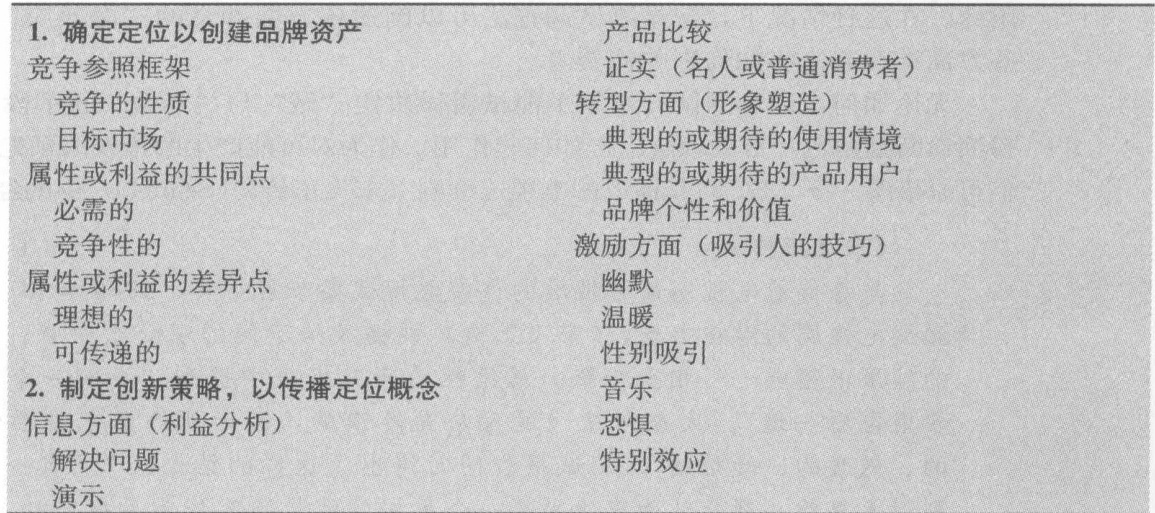 1. 确定定位以创建品牌资产
竞争参照框架
竞争的性质
目标市场
属性或利益的共同点
必需的
竞争性的
属性或利益的差异点
理想的
可传递的
2. 制定创新策略，以传播定位概念
信息方面（利益分析）
解决问题
演示
产品比较
证实（名人或普通消费者）
转型方面（形象塑造）
典型的或期待的使用情境
典型的或期待的产品用户
品牌个性和价值
激励方面（吸引人的技巧）
幽默
温暖
性别吸引
音乐
恐惧
特别效应